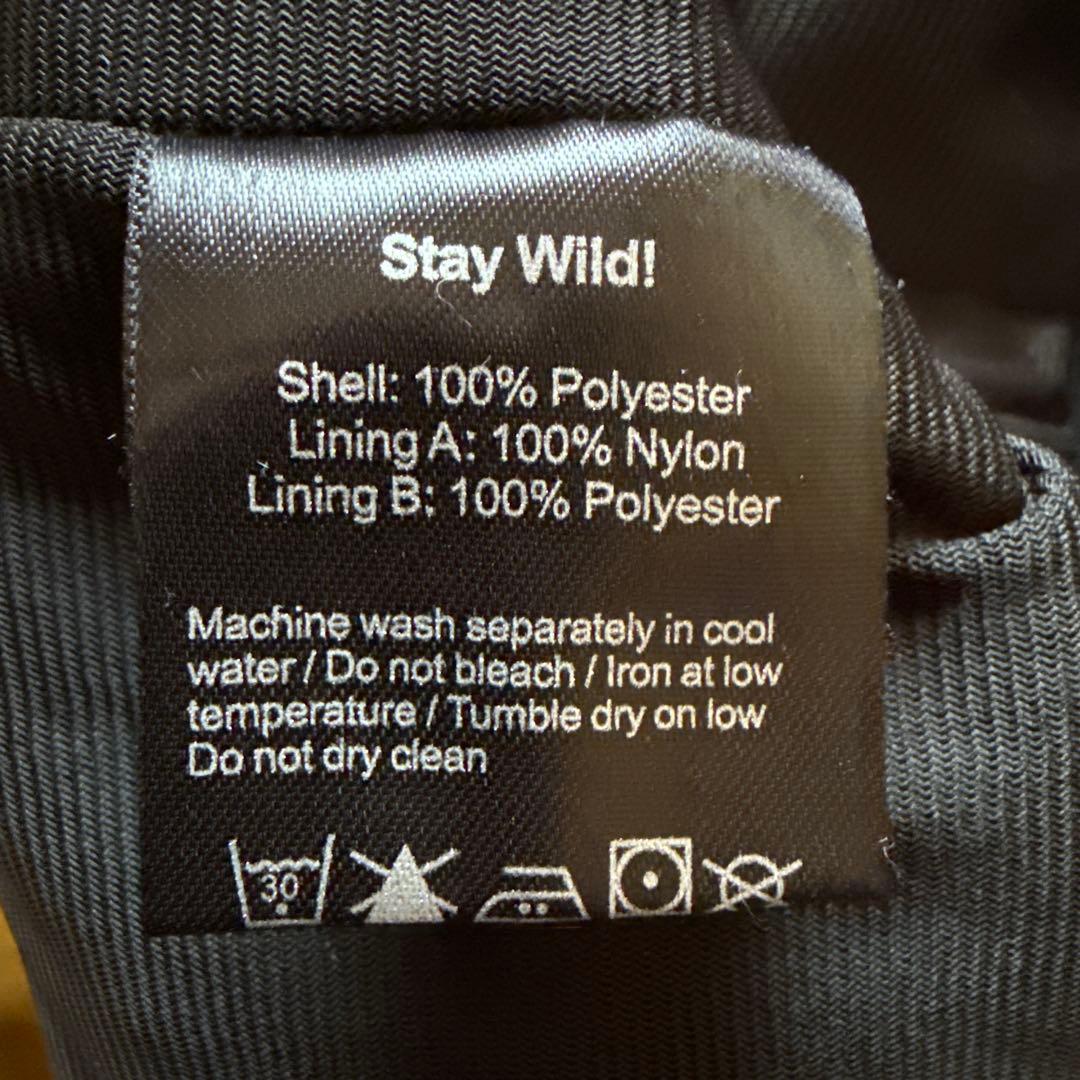 Stay Wild!
Shell: 100% Polyester
Lining A: 100% Nylon
Lining B: 100% Polyester
Machine wash separately in cool
water / Do not bleach / Iron at low
temperature / Tumble dry on low
Do not dry clean
30